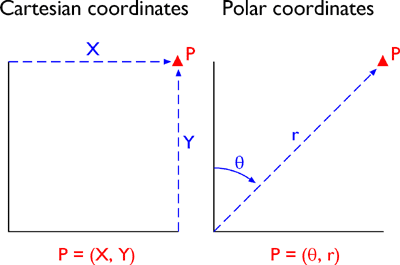 Cartesian coordinates
X
P
Y
P = (X, Y)
Polar coordinates
P
r
θ
P = (θ, r)